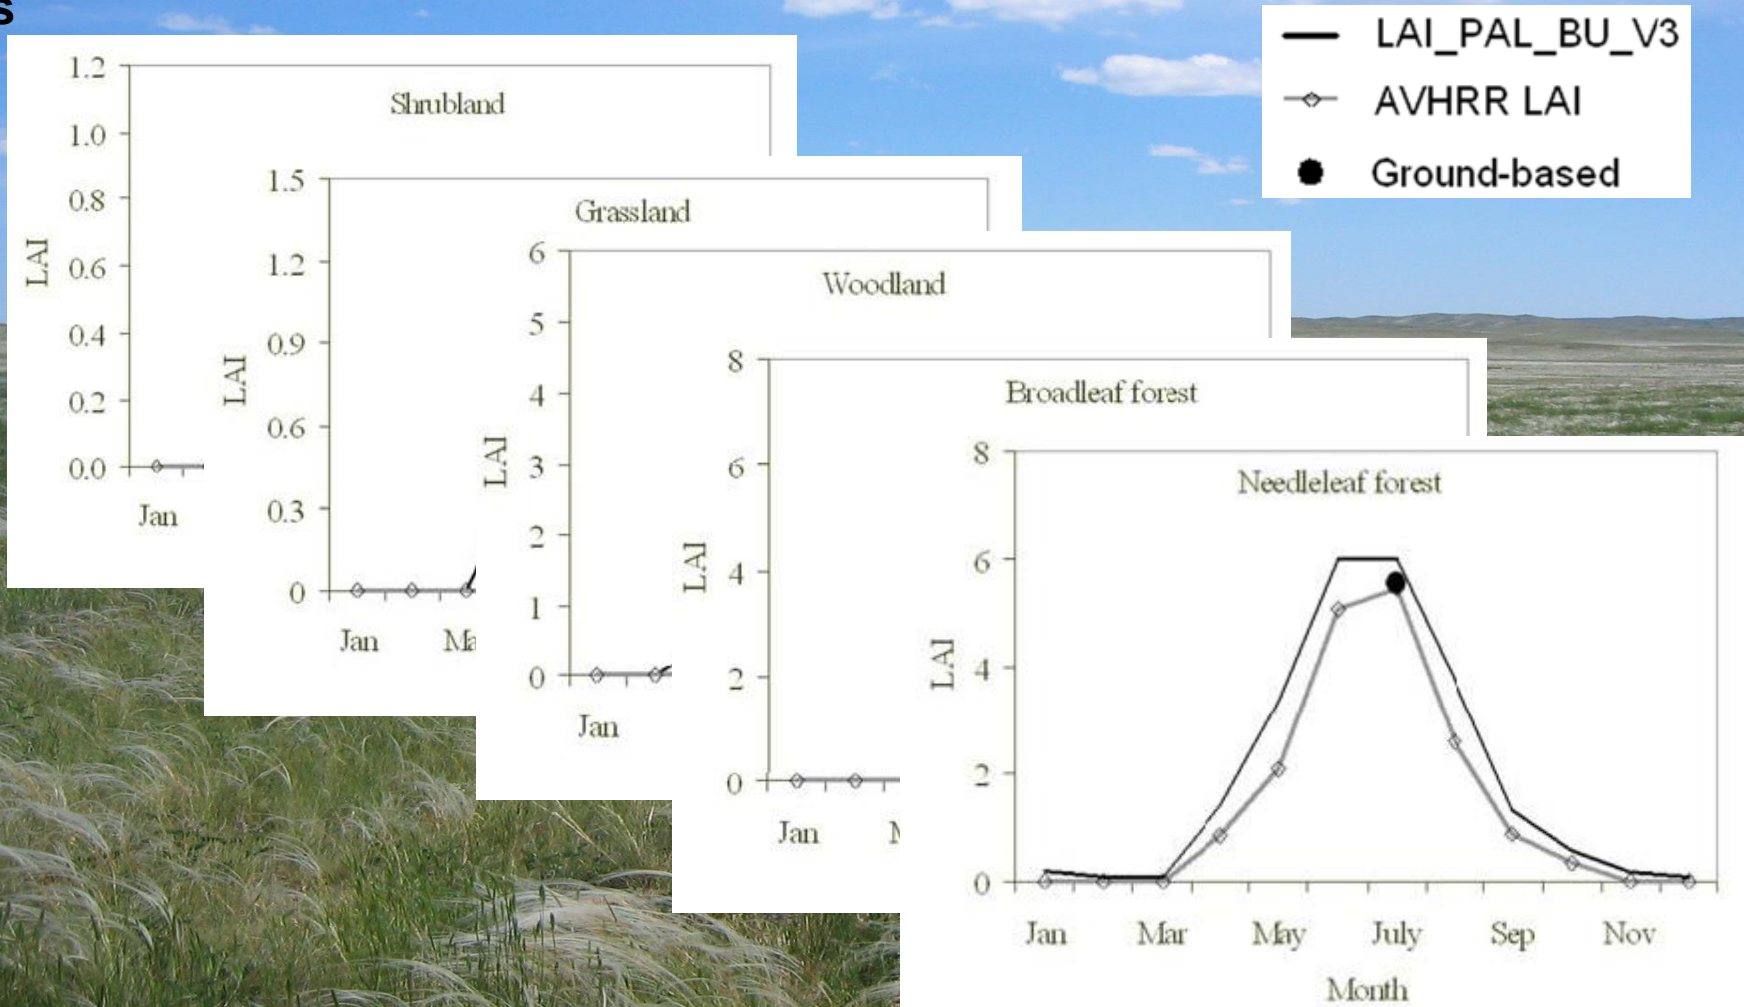 s
LAI_PAL_BU_V3
AVHRR LAI
Ground-based
Shrubland
LAI
1.2
1.0
0.8
0.6
0.4
0.2
0.0
Jan
Grassland
LAI
1.5
1.2
0.9
0.6
0.3
0
Jan
Ma
Woodland
LAI
6
5
4
3
2
1
0
Jan
Broadleaf forest
LAI
8
6
4
2
0
Jan
Needleleaf forest
LAI
8
6
4
2
0
Jan Mar May July Sep Nov
Month